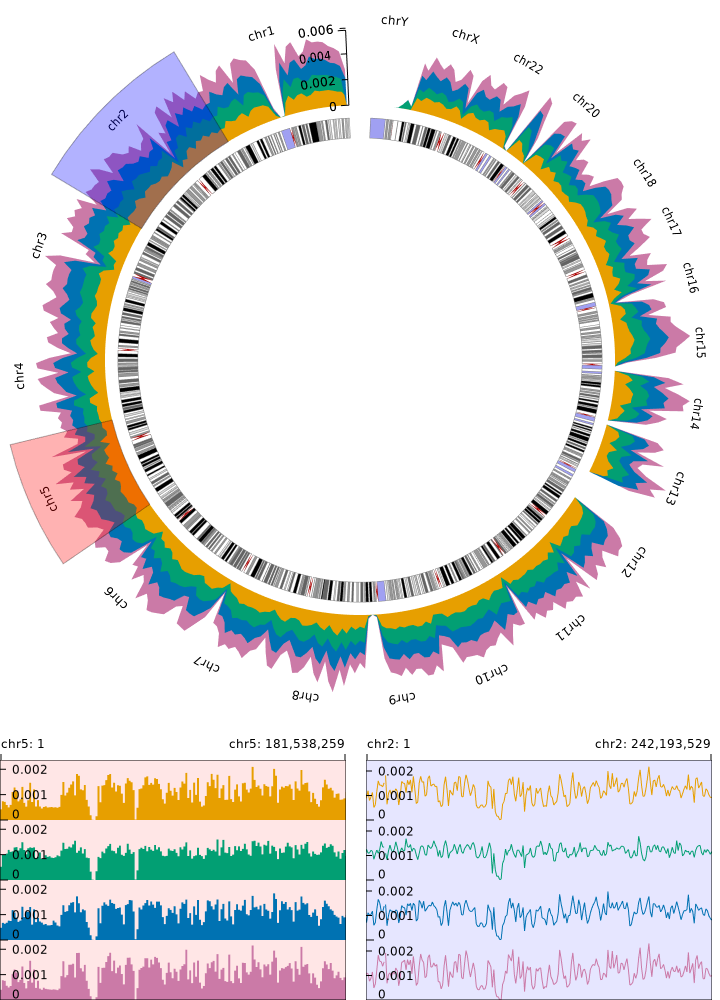 0.006
0.004
0.002
0
chrY
chrX
chr22
chr20
chr18
chr17
chr16
chr15
chr14
chr13
chr12
chr11
chr10
chr9
chr8
chr7
chr6
chr5
chr4
chr3
chr2
chr1
chr5: 1 chr5: 181,538,259
0.002
0.001
0
0.002
0.001
0
0.002
0.001
0
0.002
0.001
0
chr2: 1 chr2: 242,193,529
0.002
0.001
0
0.002
0.001
0
0.002
0.001
0
0.002
0.001
0